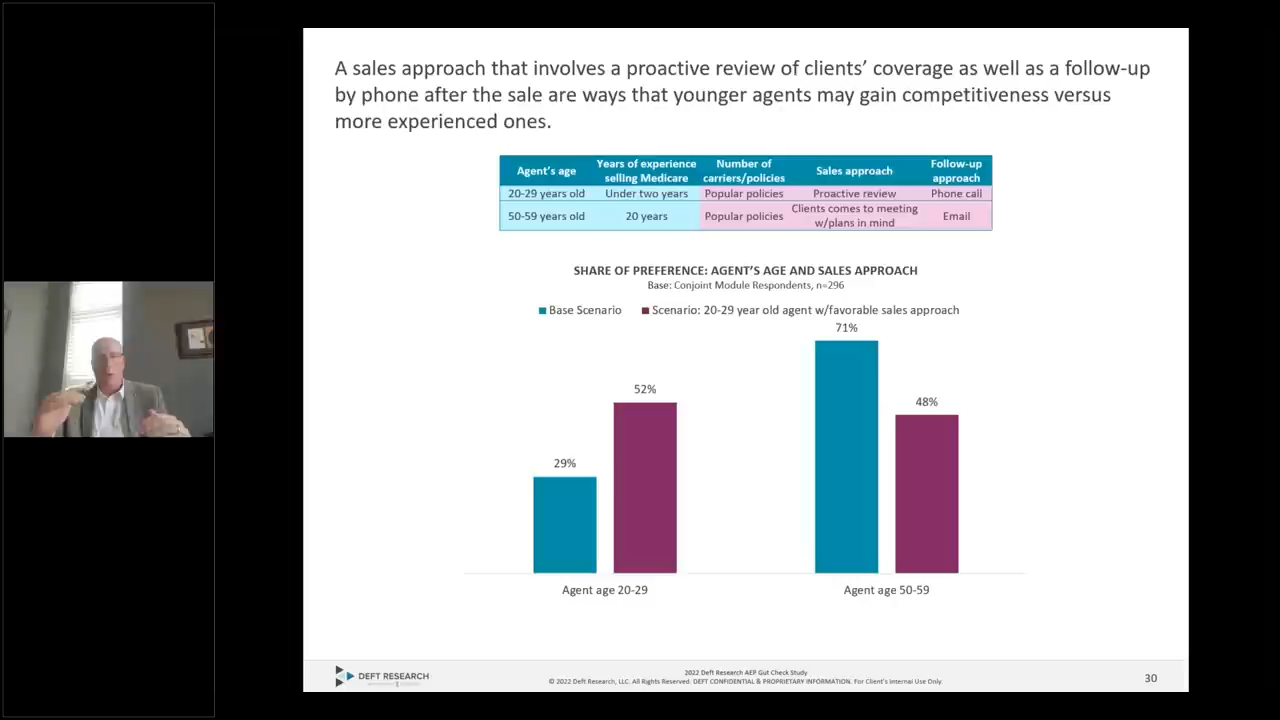 A sales approach that involves a proactive review of clients’ coverage as well as a follow-up
by phone after the sale are ways that younger agents may gain competitiveness versus
more experienced ones.
Agent’s age Years of experience selling Medicare Number of carriers/policies Sales approach Follow-up approach
20-29 years old Under two years Popular policies Proactive review Phone call
50-59 years old 20 years Popular policies Clients comes to meeting w/plans in mind Email
SHARE OF PREFERENCE: AGENT’S AGE AND SALES APPROACH
Base: Conjoint Module Respondents, n=296
Base Scenario Scenario: 20-29 year old agent w/favorable sales approach
29%
52%
71%
48%
Agent age 20-29 Agent age 50-59
DEFT RESEARCH
2022 Deft Research AEP Gut Check Study
© 2022 Deft Research, LLC. All Rights Reserved. DEFT CONFIDENTIAL & PROPRIETARY INFORMATION. For Client's Internal Use Only.
30